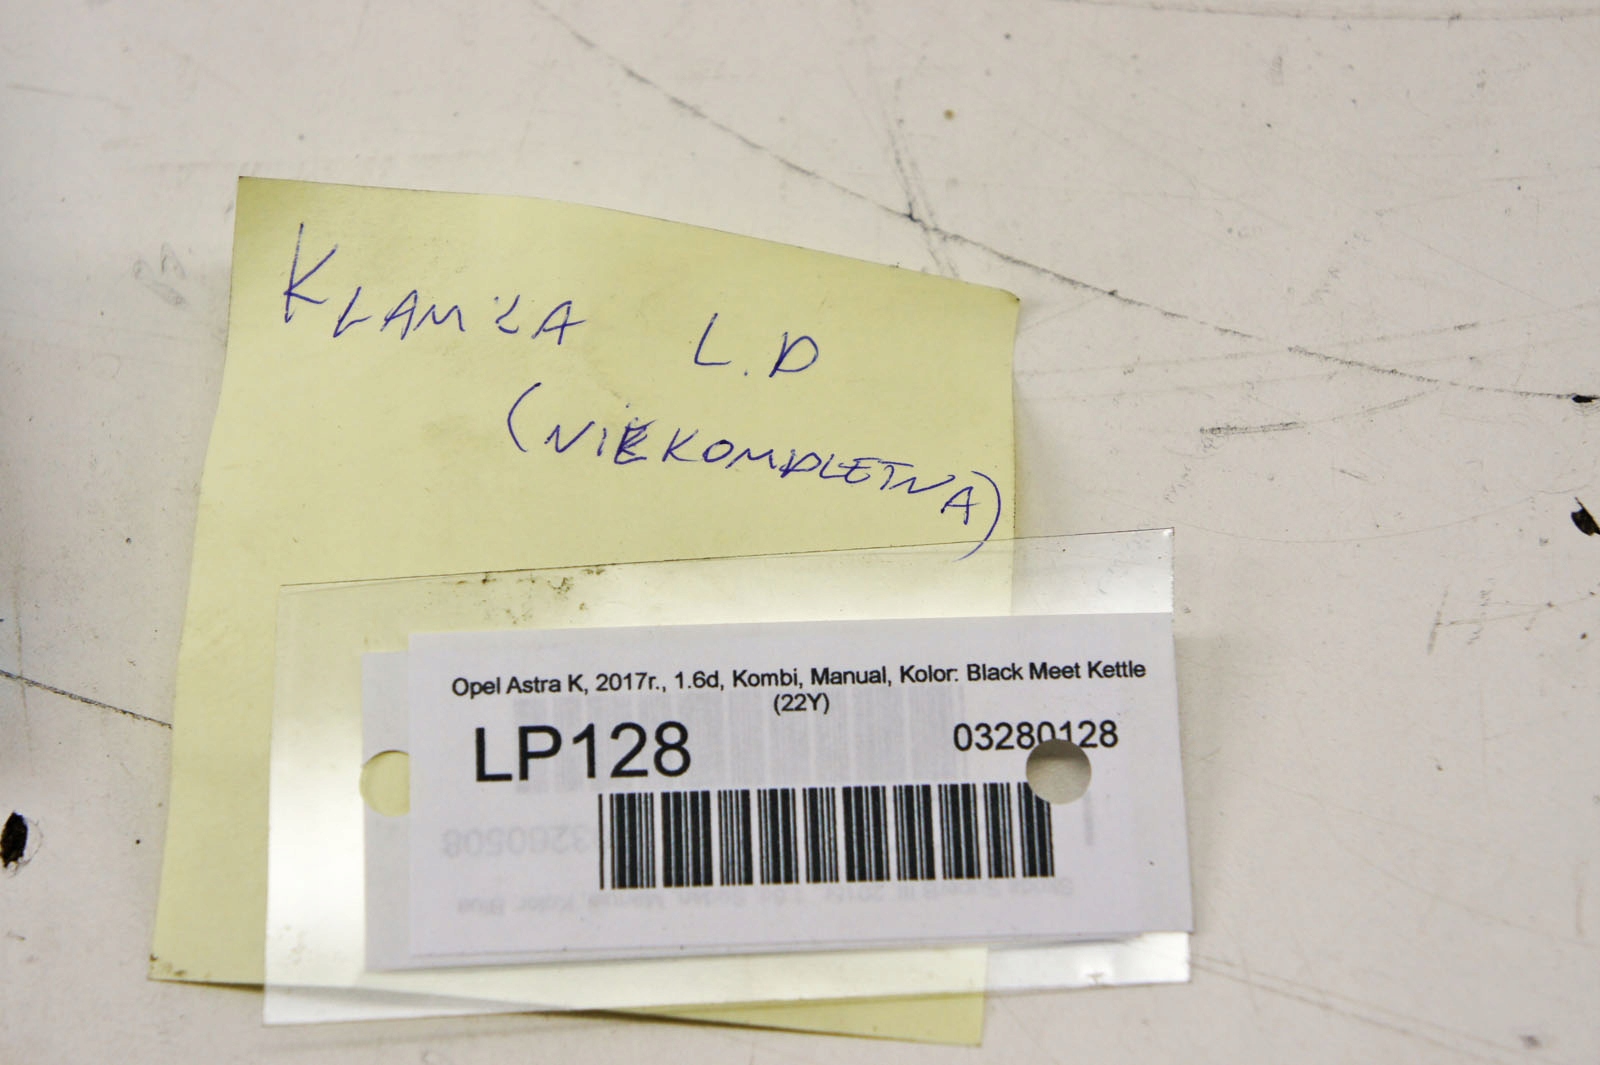 KLAMKA L.D
(NIEKOMPLETNA)
Opel Astra K, 2017r., 1.6d, Kombi, Manual, Kolor: Black Meet Kettle
(22Y)
LP128
03280128